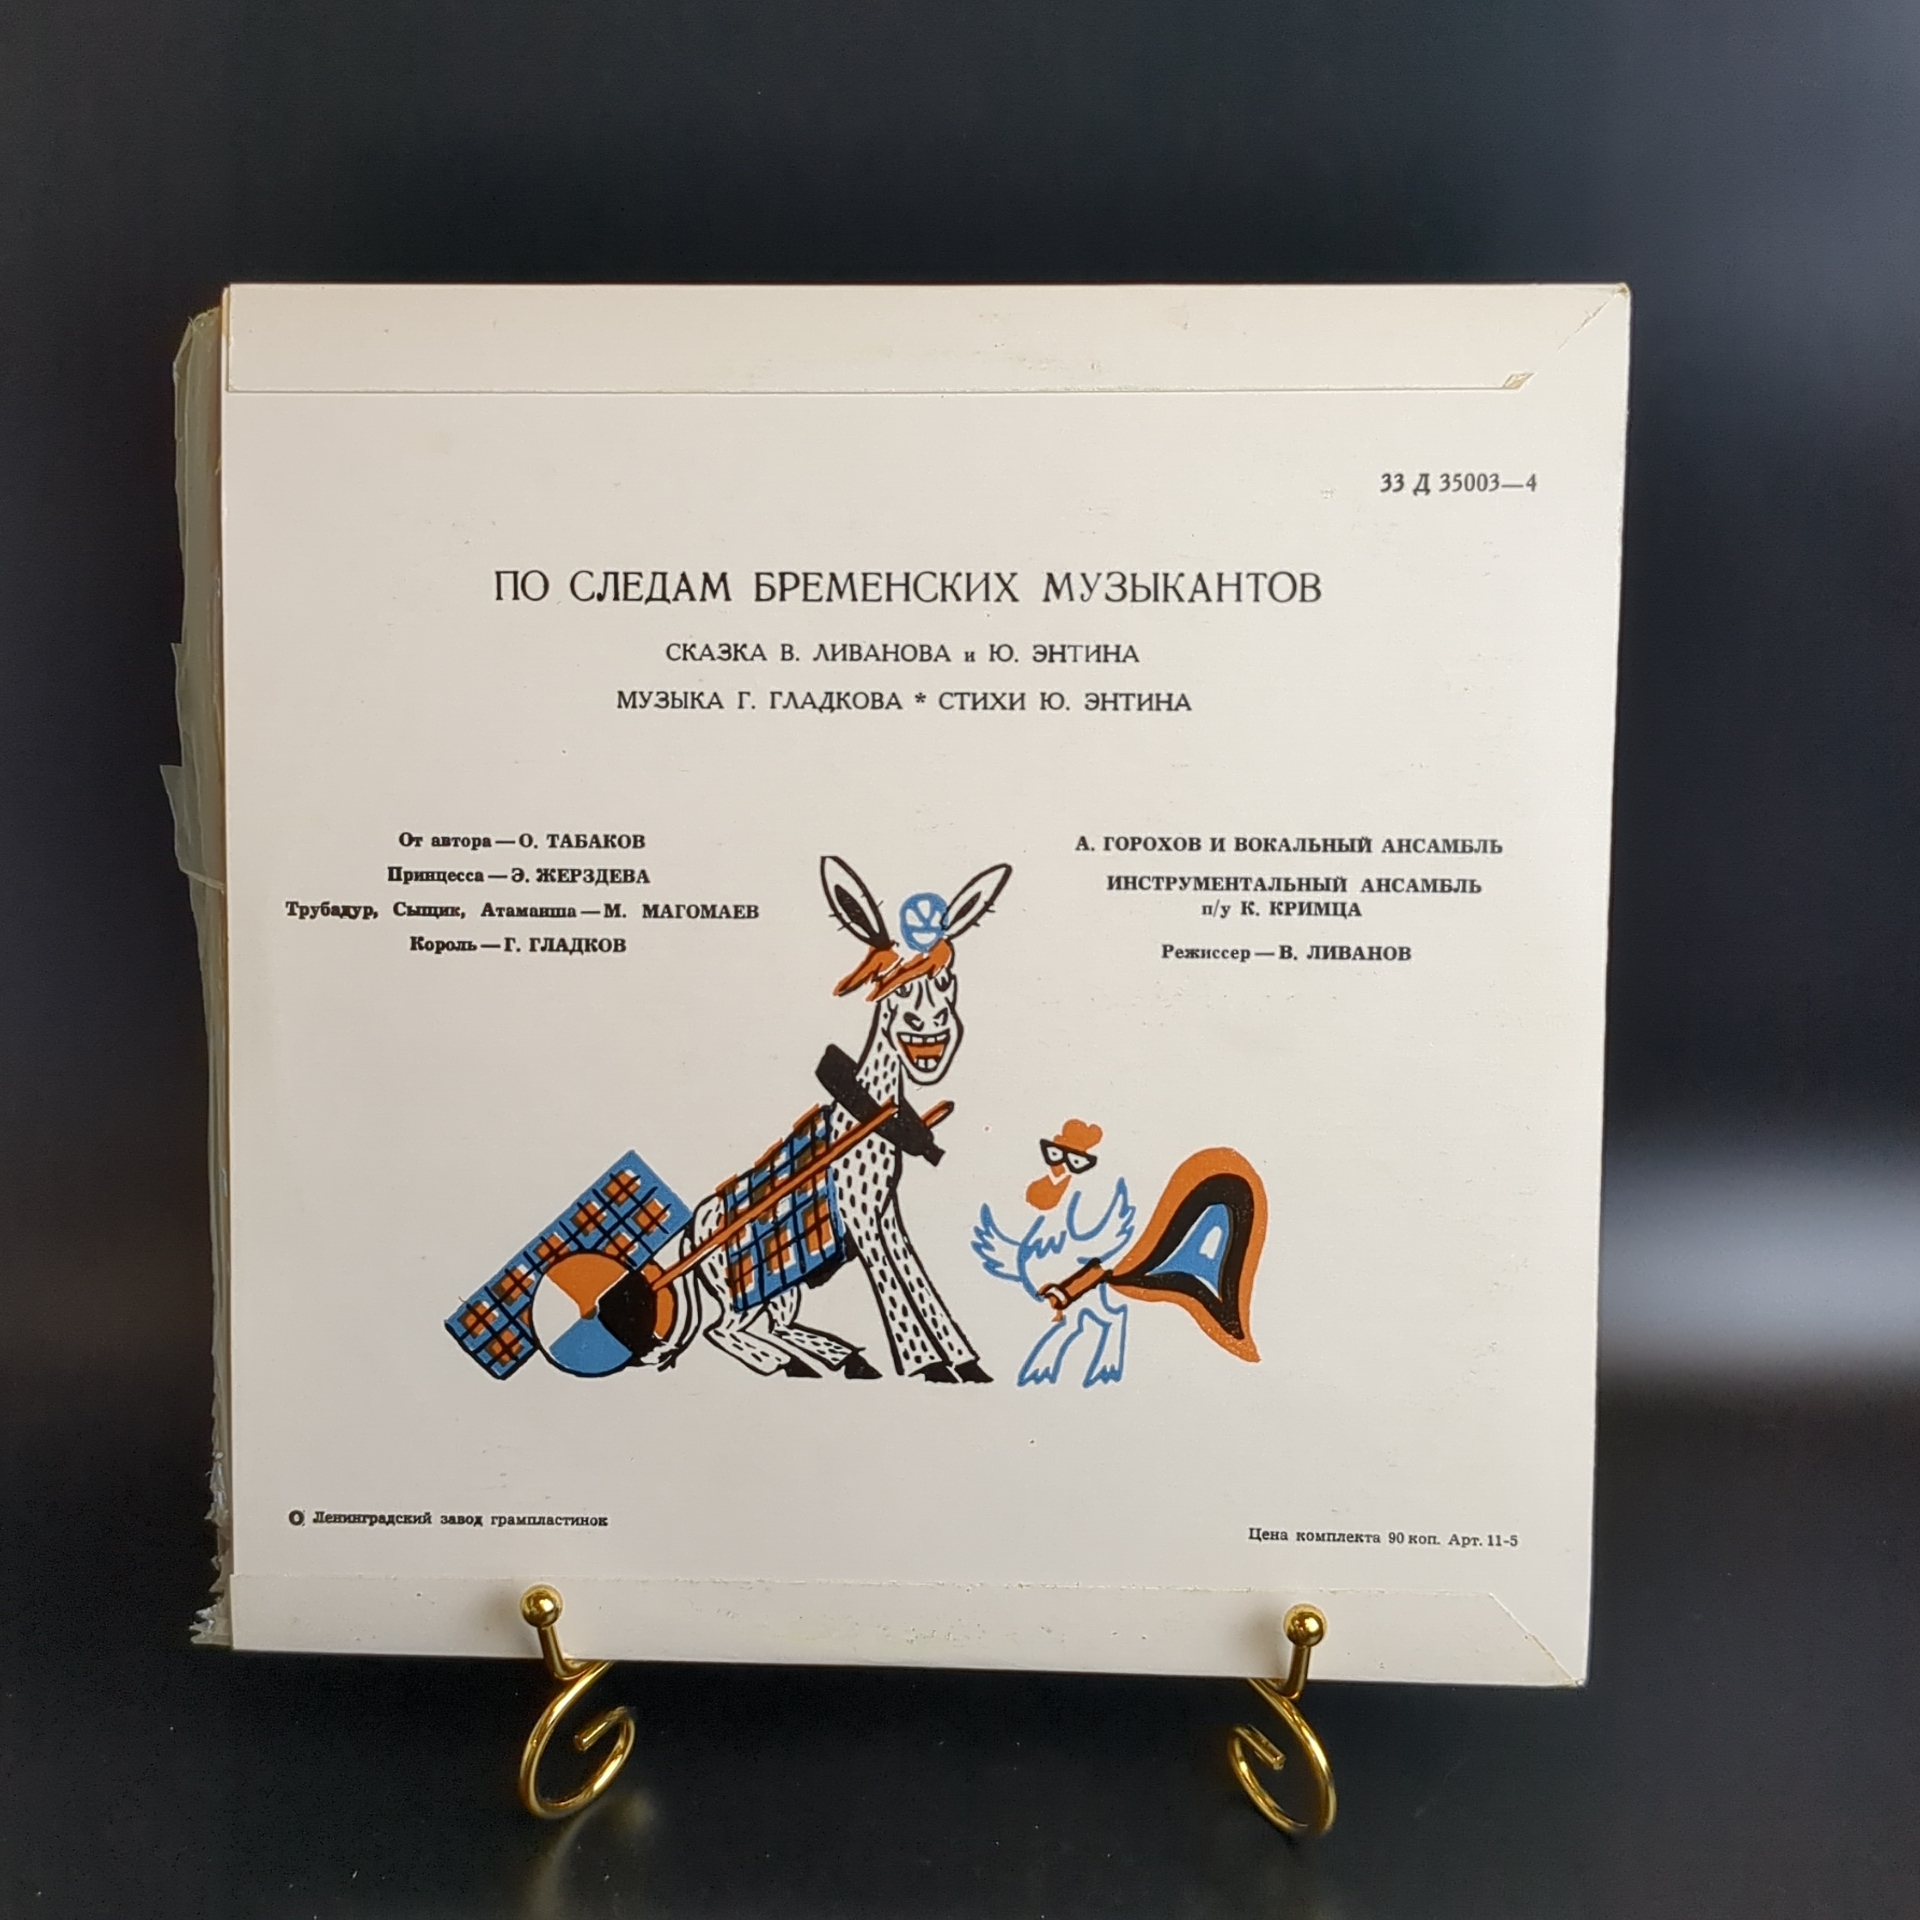 33 Д 35003—4
ПО СЛЕДАМ БРЕМЕНСКИХ МУЗЫКАНТОВ
СКАЗКА В. ЛИВАНОВА и Ю. ЭНТИНА
МУЗЫКА Г. ГЛАДКОВА * СТИХИ Ю. ЭНТИНА
От автора — О. ТАБАКОВ
Принцесса — Э. ЖЕРЗДЕВА
Трубадур, Сыщик, Атаманша — М. МАГОМАЕВ
Король — Г. ГЛАДКОВ
А. ГОРОХОВ И ВОКАЛЬНЫЙ АНСАМБЛЬ
ИНСТРУМЕНТАЛЬНЫЙ АНСАМБЛЬ
п/у К. КРИМЦА
Режиссер — В. ЛИВАНОВ
Ленинградский завод грампластинок
Цена комплекта 90 коп. Арт. 11-5